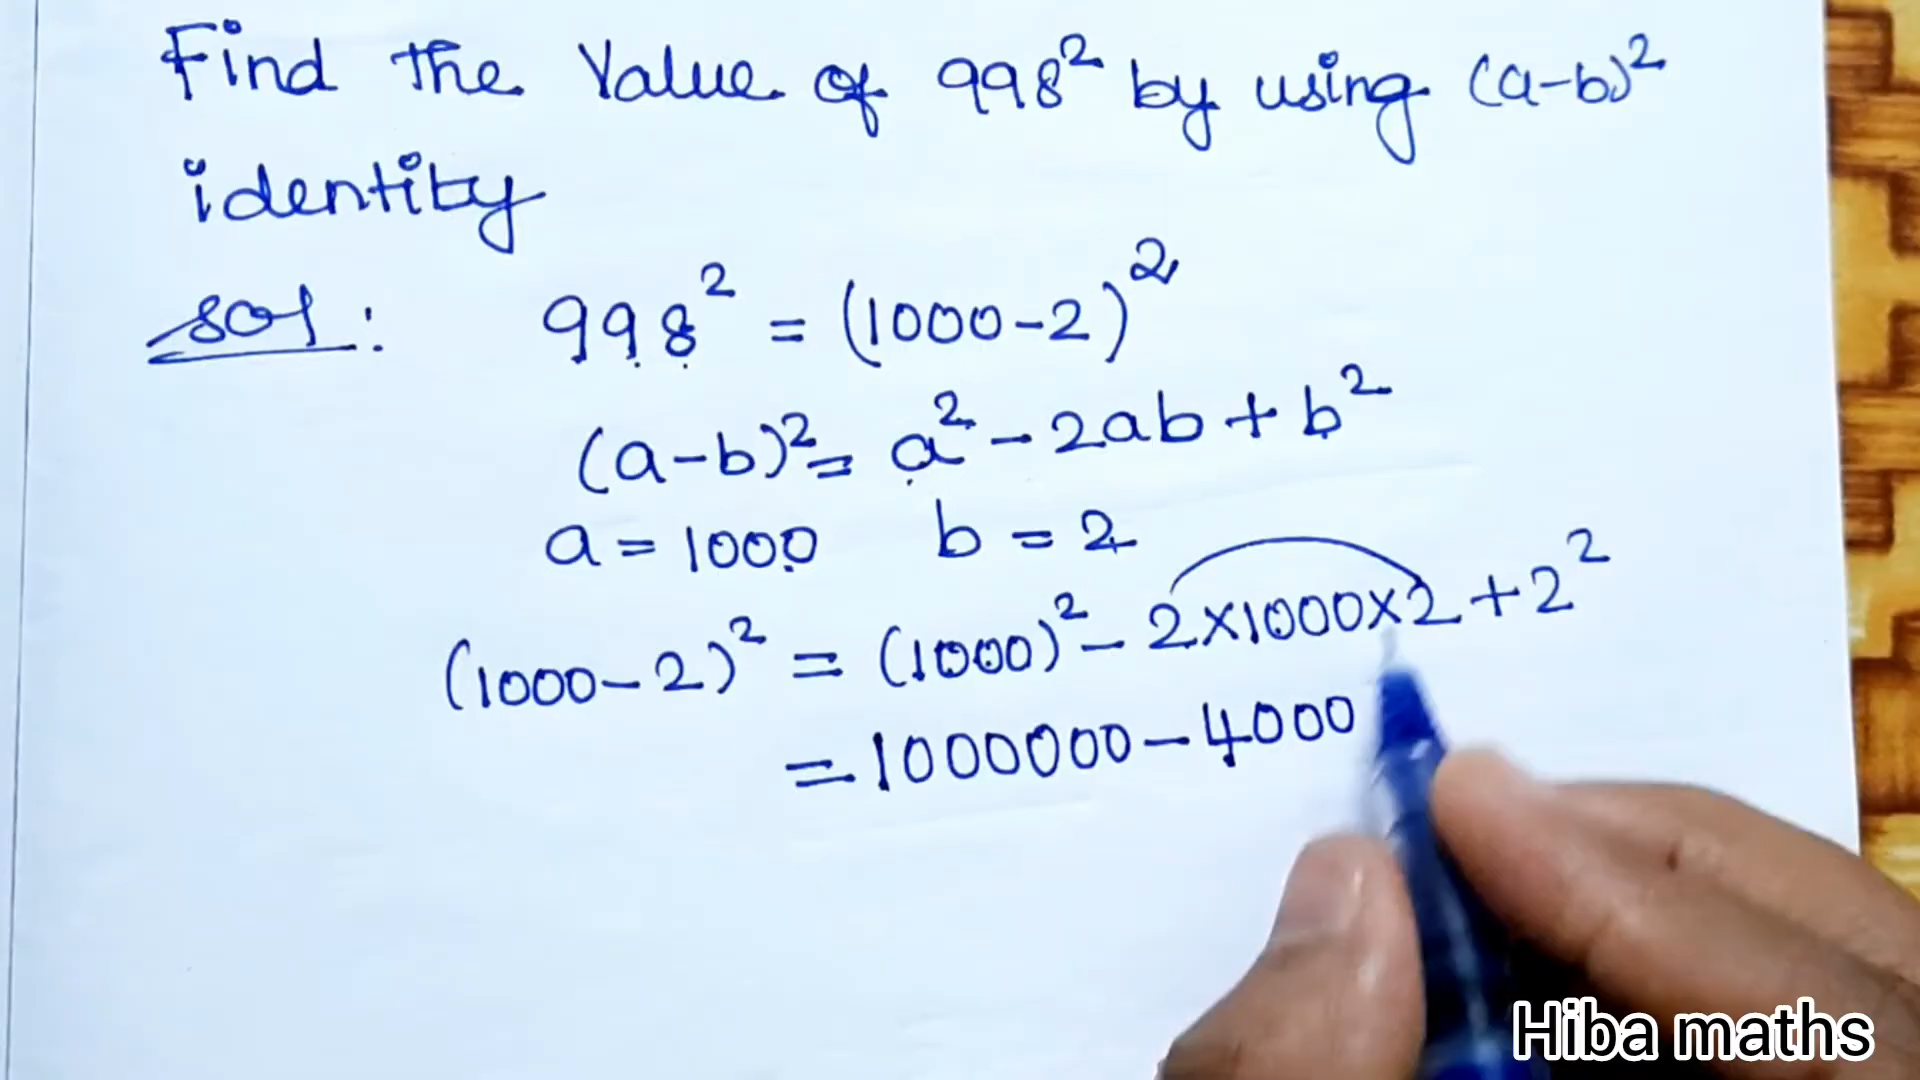 Find the Value of 998² by using (a-b)²
identity
Sol: 998² = (1000-2)²
(a-b)² = a² - 2ab + b²
a = 1000 b = 2
(1000-2)² = (1000)² - 2×1000×2 + 2²
= 1000000 - 4000
Hiba maths